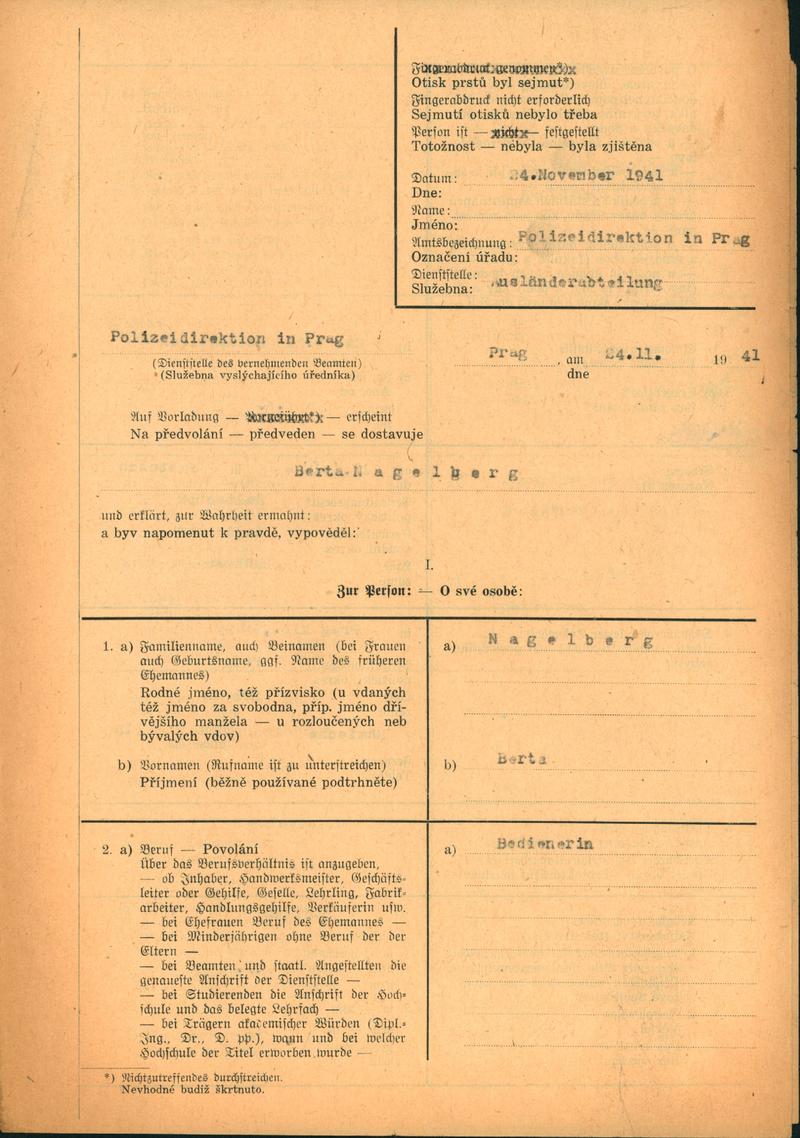 Fingerabdruck genommen*)
Otisk prstů byl sejmut*)
Fingerabdruck nicht erforderlich
Sejmutí otisků nebylo třeba
Person ist — nicht — festgestellt
Totožnost — nebyla — byla zjištěna
Datum: 24.November 1941
Dne:
Name:
Jméno:
Amtsbezeichnung: Polizeidirektion in Prag
Označení úřadu:
Dienststelle: Ausländerabteilung
Služebna:
Polizeidirektion in Prag
(Dienststelle des vernehmenden Beamten)
(Služebna vyslýchajícího úředníka)
Prag, am 24.11. 19 41
dne
Auf Vorladung — Vorgeführt*) — erscheint
Na předvolání — předveden — se dostavuje
Berta N a g e l b e r g
und erklärt, zur Wahrheit ermahnt:
a byv napomenut k pravdě, vypověděl:
I.
Zur Person: — O své osobě:
1. a) Familienname, auch Beinamen (bei Frauen
auch Geburtsname, ggf. Name des früheren
Ehemannes)
Rodné jméno, též přízvisko (u vdaných
též jméno za svobodna, příp. jméno dří-
vějšího manžela — u rozloučených neb
bývalých vdov)
a) N a g e l b e r g
b) Vornamen (Rufname ist zu unterstreichen)
Příjmení (běžně používané podtrhněte)
b) Berta
2. a) Beruf — Povolání
Über das Berufsverhältnis ist anzugeben,
— ob Inhaber, Handwerksmeister, Geschäfts-
leiter oder Gehilfe, Geselle, Lehrling, Fabrik-
arbeiter, Handlungsgehilfe, Verkäuferin usw.
— bei Ehefrauen Beruf des Ehemannes —
— bei Minderjährigen ohne Beruf der der
Eltern —
— bei Beamten und staatl. Angestellten die
genaueste Anschrift der Dienststelle —
— bei Studierenden die Anschrift der Hoch-
schule und das belegte Lehrfach —
— bei Trägern akademischer Würden (Dipl.-
Ing., Dr., D. pp.), wann und bei welcher
Hochschule der Titel erworben wurde —
a) Bedienerin
*) Nichtzutreffendes durchstreichen.
Nevhodné budiž škrtnuto.